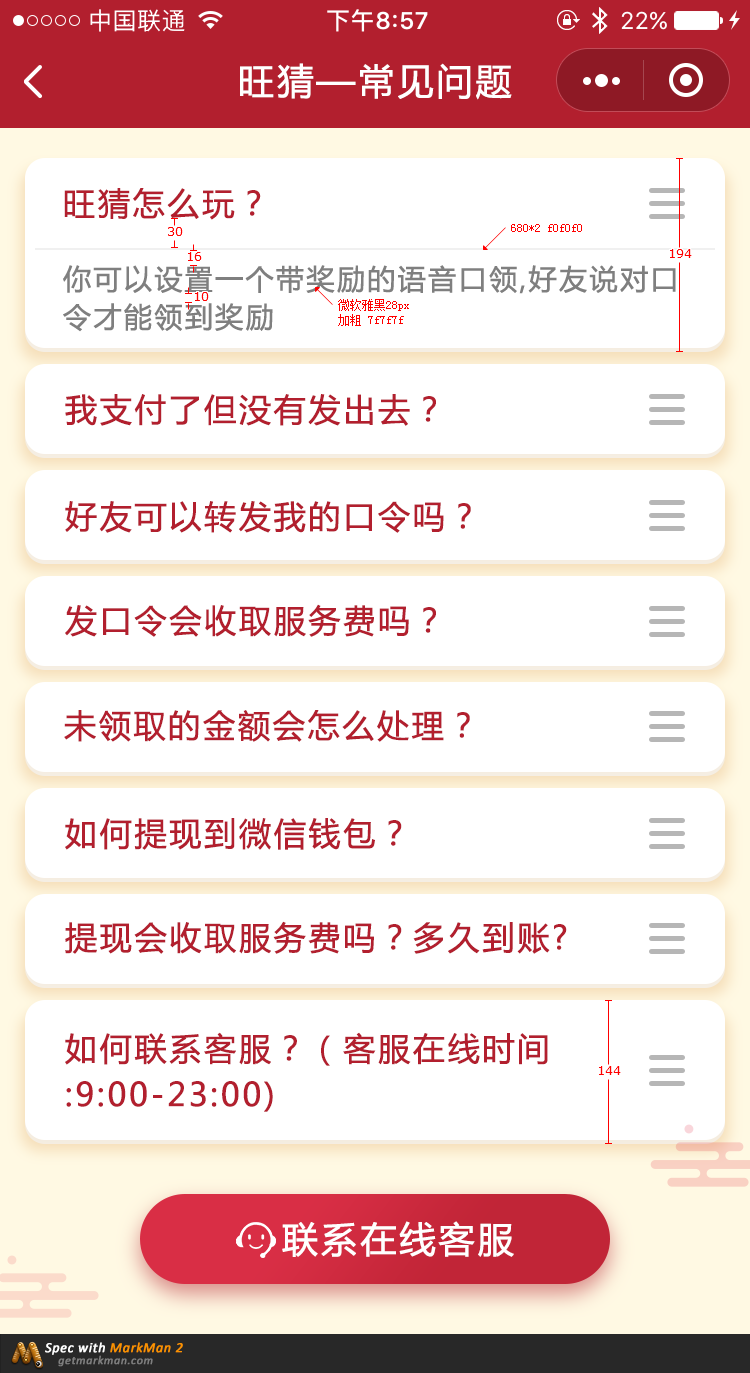 中国联通 下午8:57 22%
旺猜—常见问题
旺猜怎么玩？
30
680*2 f0f0f0
194
16
你可以设置一个带奖励的语音口领,好友说对口
10
微软雅黑28px
令才能领到奖励
加粗 7f7f7f
我支付了但没有发出去？
好友可以转发我的口令吗？
发口令会收取服务费吗？
未领取的金额会怎么处理？
如何提现到微信钱包？
提现会收取服务费吗？多久到账?
如何联系客服？（客服在线时间
:9:00-23:00)
144
联系在线客服
Spec with MarkMan 2
getmarkman.com